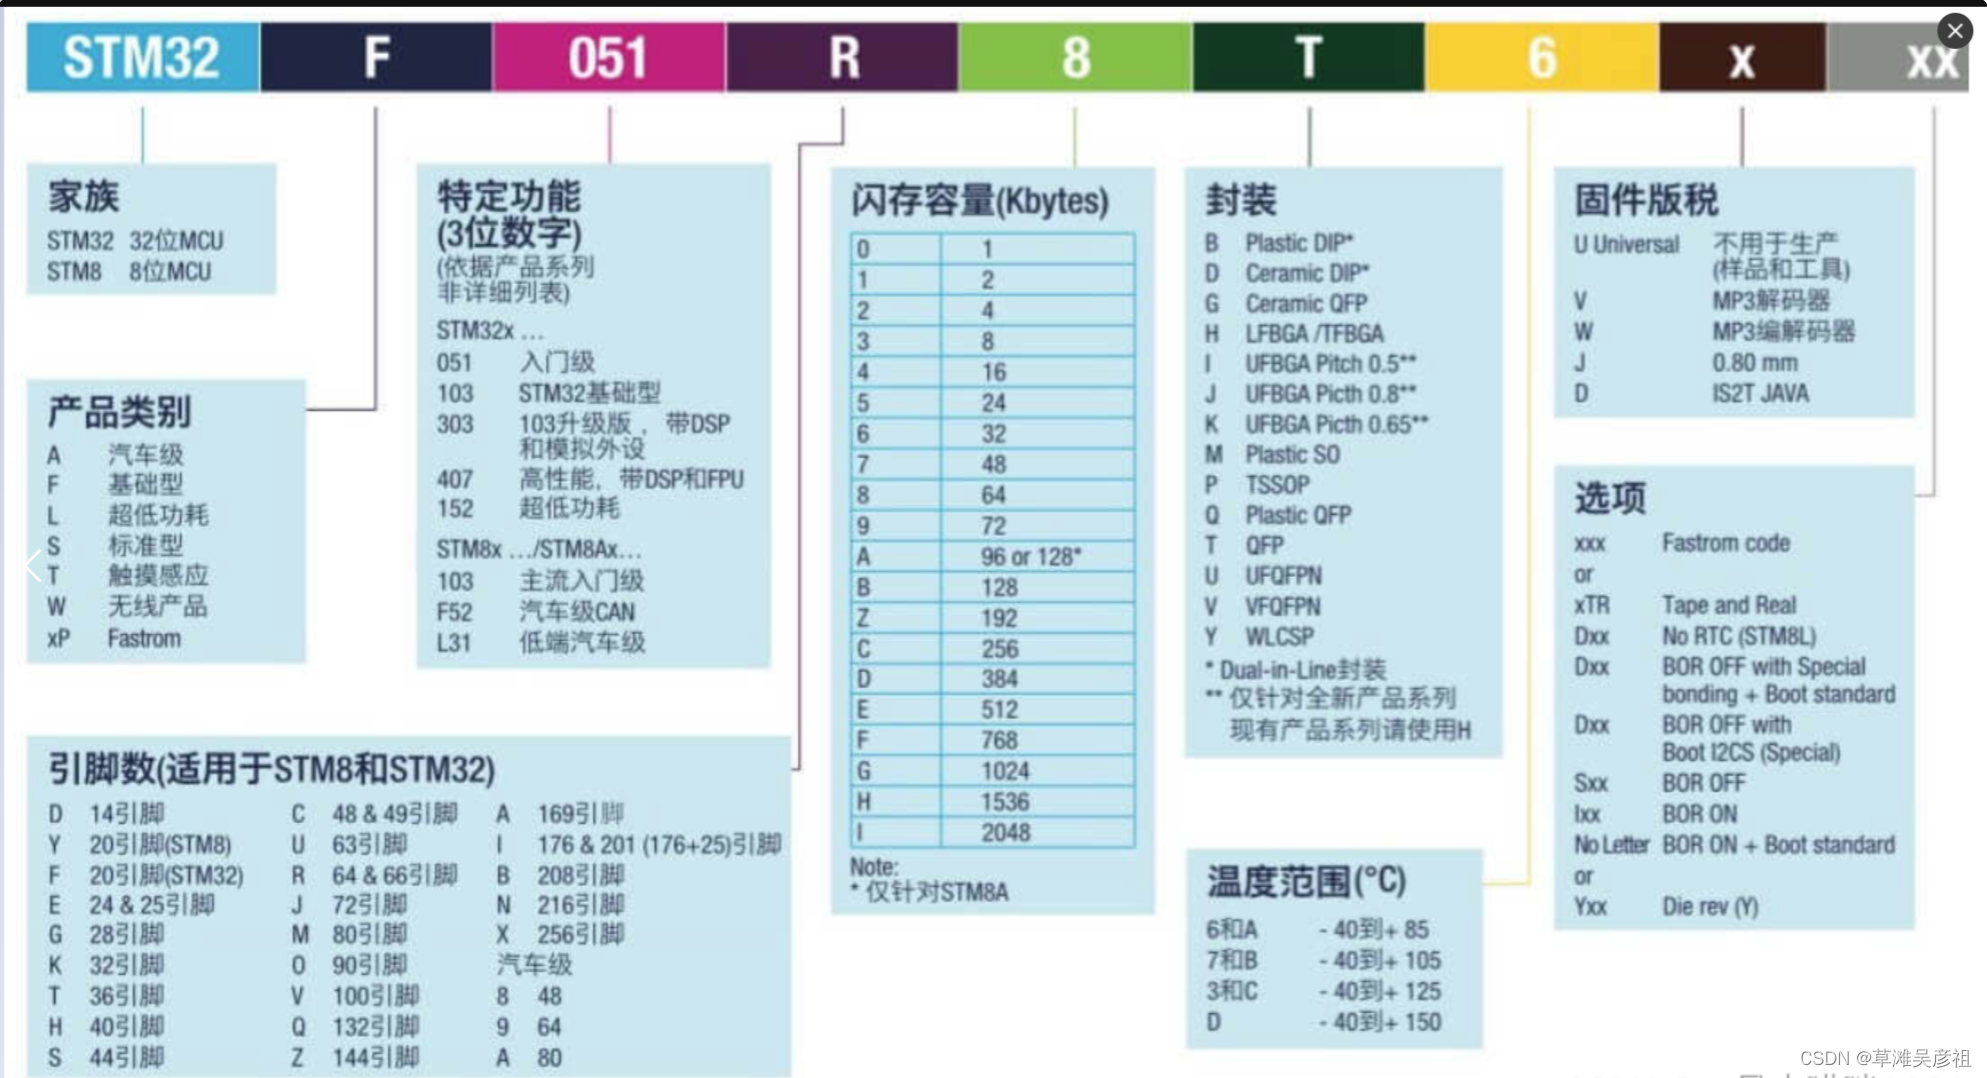 STM32 F 051 R 8 T 6 x xx
家族
STM32 32位MCU
STM8 8位MCU
产品类别
A 汽车级
F 基础型
L 超低功耗
S 标准型
T 触摸感应
W 无线产品
xP Fastrom
特定功能
(3位数字)
(依据产品系列
非详细列表)
STM32x ...
051 入门级
103 STM32基础型
303 103升级版，带DSP
和模拟外设
407 高性能，带DSP和FPU
152 超低功耗
STM8x .../STM8Ax...
103 主流入门级
F52 汽车级CAN
L31 低端汽车级
引脚数(适用于STM8和STM32)
D 14引脚 C 48 & 49引脚 A 169引脚
Y 20引脚(STM8) U 63引脚 I 176 & 201 (176+25)引脚
F 20引脚(STM32) R 64 & 66引脚 B 208引脚
E 24 & 25引脚 J 72引脚 N 216引脚
G 28引脚 M 80引脚 X 256引脚
K 32引脚 O 90引脚 汽车级
T 36引脚 V 100引脚 8 48
H 40引脚 Q 132引脚 9 64
S 44引脚 Z 144引脚 A 80
闪存容量(Kbytes)
0 1
1 2
2 4
3 8
4 16
5 24
6 32
7 48
8 64
9 72
A 96 or 128*
B 128
Z 192
C 256
D 384
E 512
F 768
G 1024
H 1536
I 2048
Note:
* 仅针对STM8A
封装
B Plastic DIP*
D Ceramic DIP*
G Ceramic QFP
H LFBGA /TFBGA
I UFBGA Pitch 0.5**
J UFBGA Picth 0.8**
K UFBGA Picth 0.65**
M Plastic SO
P TSSOP
Q Plastic QFP
T QFP
U UFQFPN
V VFQFPN
Y WLCSP
* Dual-in-Line封装
** 仅针对全新产品系列
现有产品系列请使用H
温度范围(°C)
6和A - 40到+ 85
7和B - 40到+ 105
3和C - 40到+ 125
D - 40到+ 150
固件版税
U Universal 不用于生产
(样品和工具)
V MP3解码器
W MP3编解码器
J 0.80 mm
D IS2T JAVA
选项
xxx Fastrom code
or
xTR Tape and Real
Dxx No RTC (STM8L)
Dxx BOR OFF with Special
bonding + Boot standard
Dxx BOR OFF with
Boot I2CS (Special)
Sxx BOR OFF
Ixx BOR ON
No Letter BOR ON + Boot standard
or
Yxx Die rev (Y)
CSDN @草滩吴彦祖